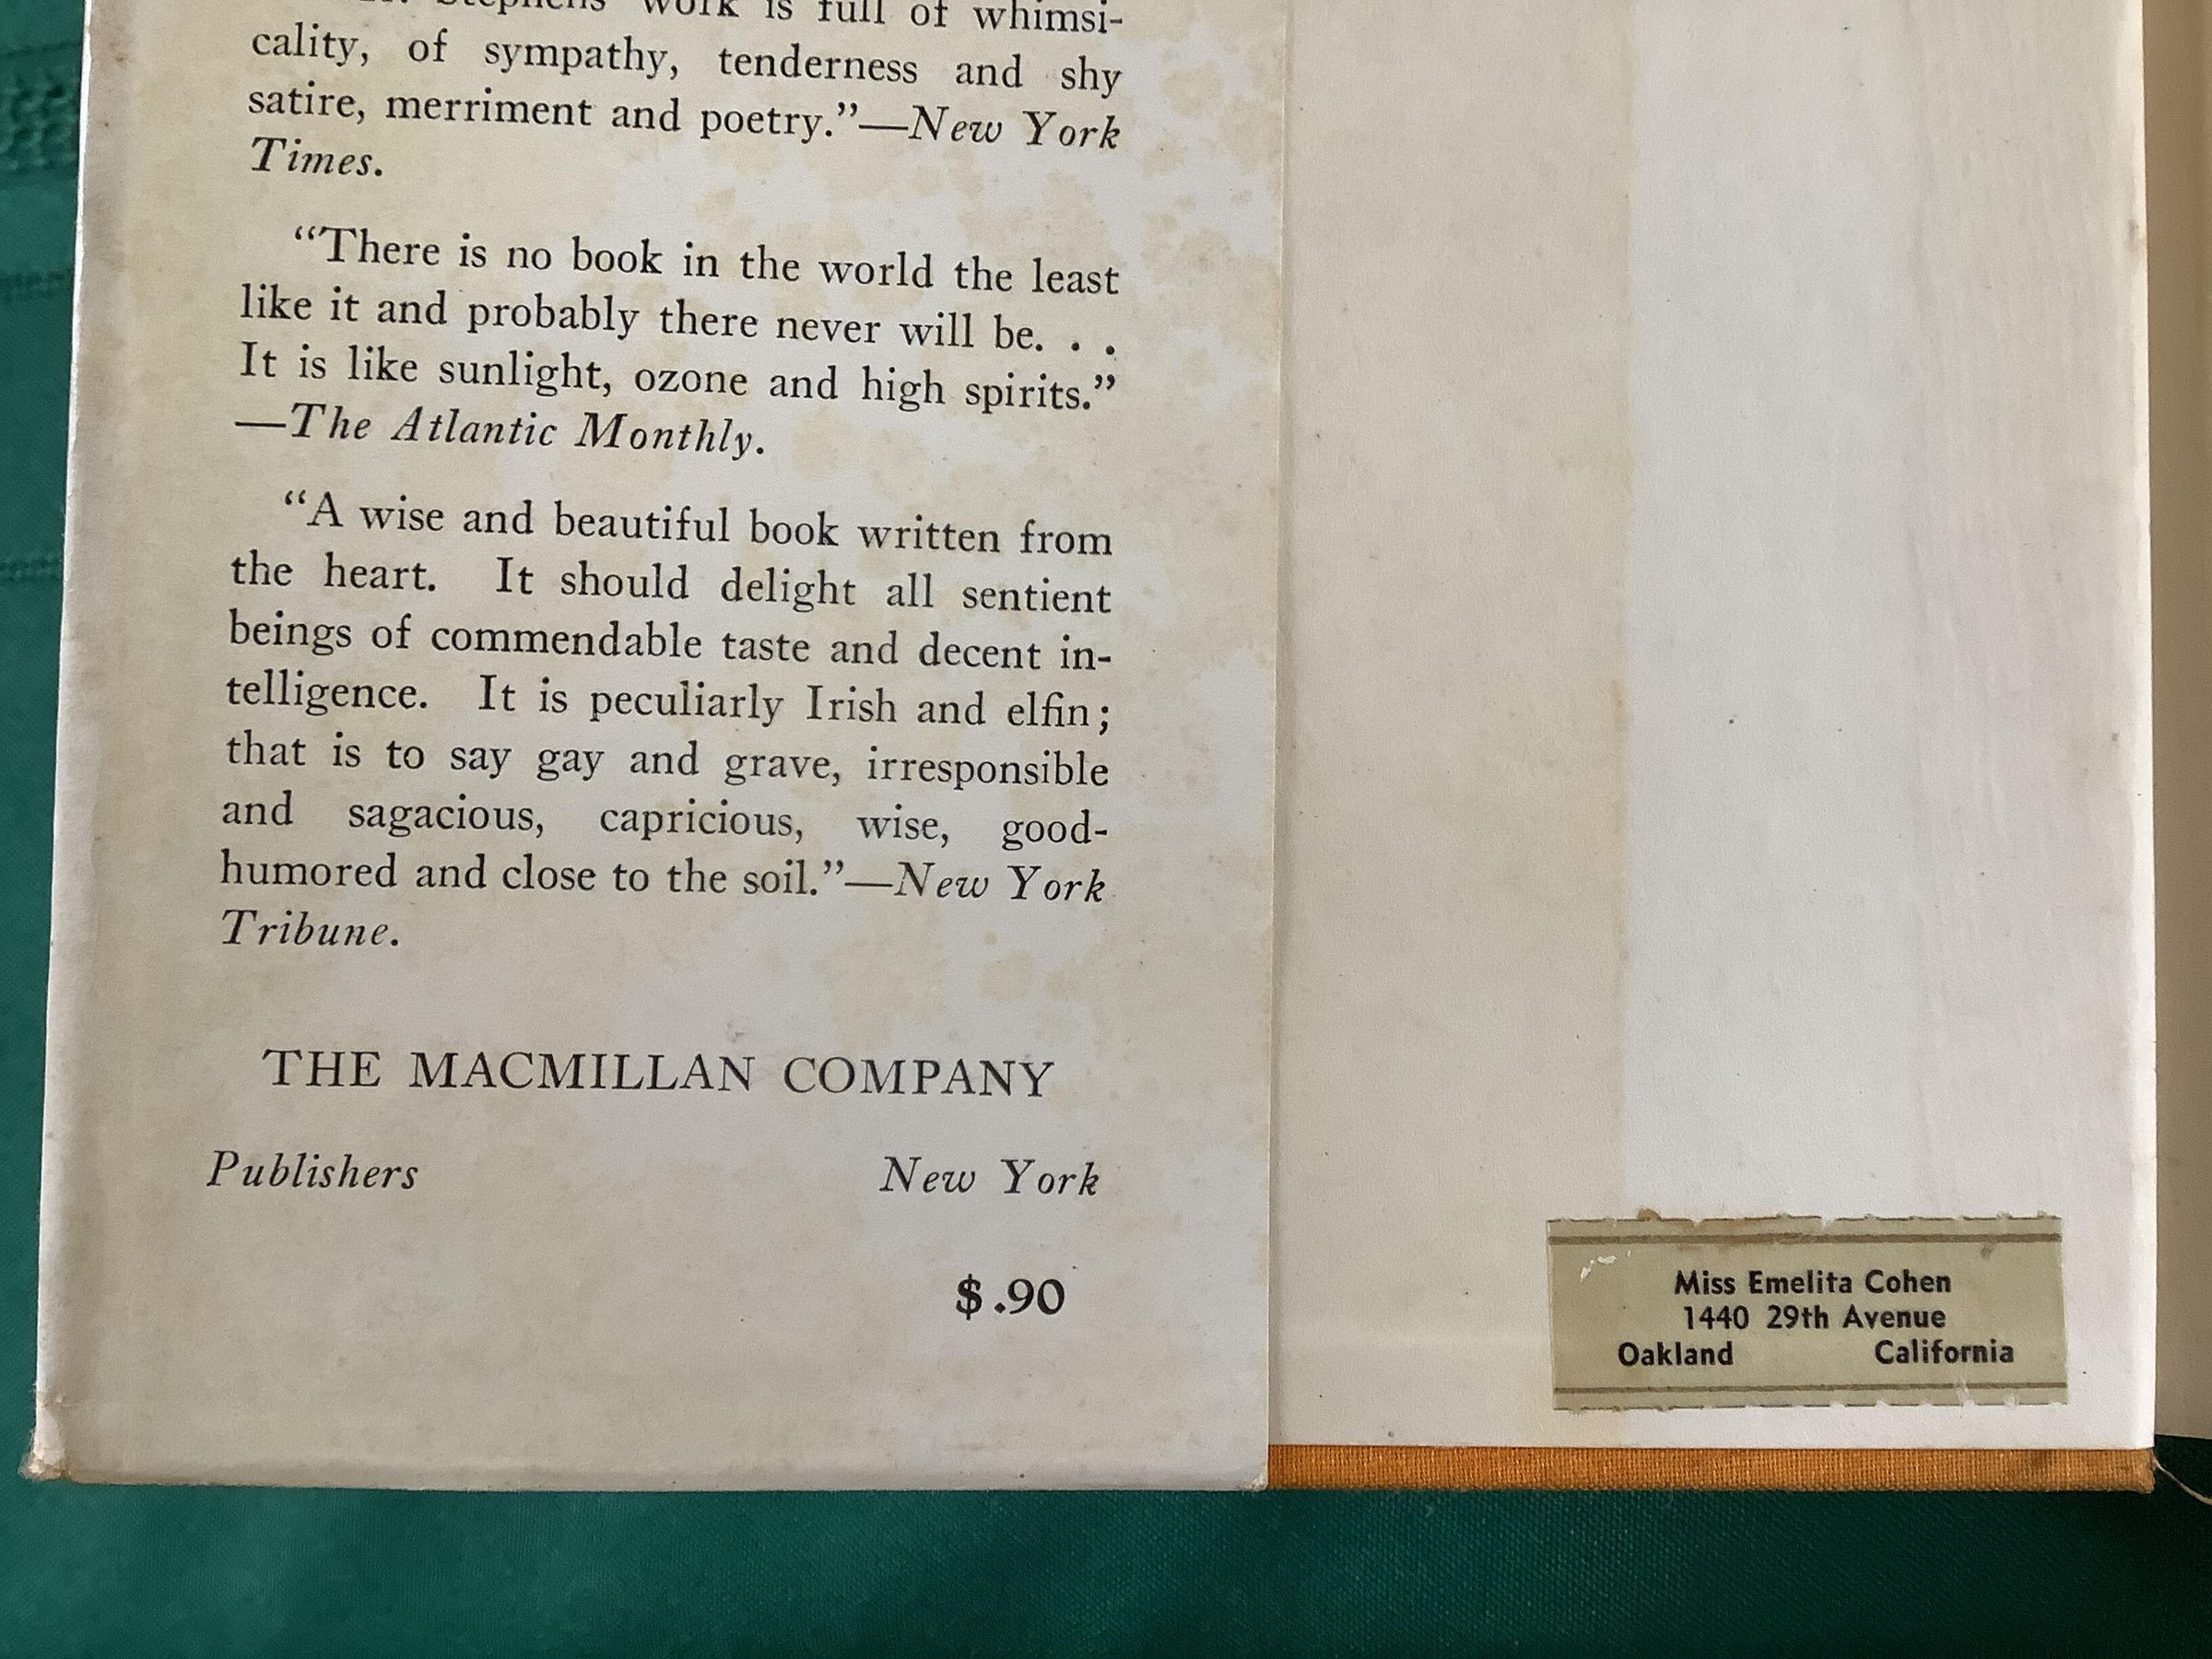 Stephens' work is full of whimsi-
cality, of sympathy, tenderness and shy
satire, merriment and poetry."—New York
Times.
"There is no book in the world the least
like it and probably there never will be. . .
It is like sunlight, ozone and high spirits."
—The Atlantic Monthly.
"A wise and beautiful book written from
the heart. It should delight all sentient
beings of commendable taste and decent in-
telligence. It is peculiarly Irish and elfin;
that is to say gay and grave, irresponsible
and sagacious, capricious, wise, good-
humored and close to the soil."—New York
Tribune.
THE MACMILLAN COMPANY
Publishers New York
$.90
Miss Emelita Cohen
1440 29th Avenue
Oakland California